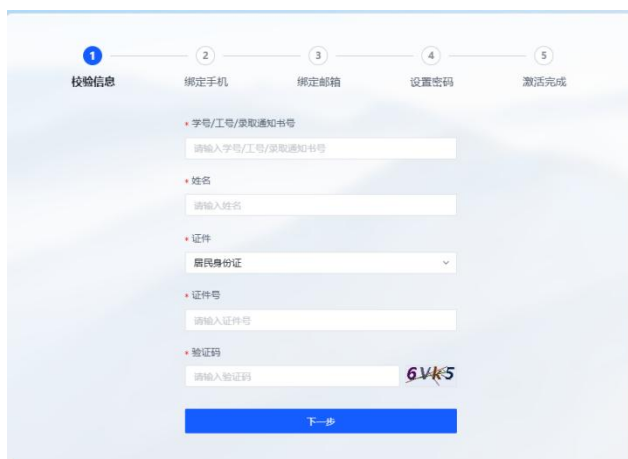 1 2 3 4 5
校验信息 绑定手机 绑定邮箱 设置密码 激活完成
* 学号/工号/录取通知书号
请输入学号/工号/录取通知书号
* 姓名
请输入姓名
* 证件
居民身份证
* 证件号
请输入证件号
* 验证码
请输入验证码 6Vk5
下一步